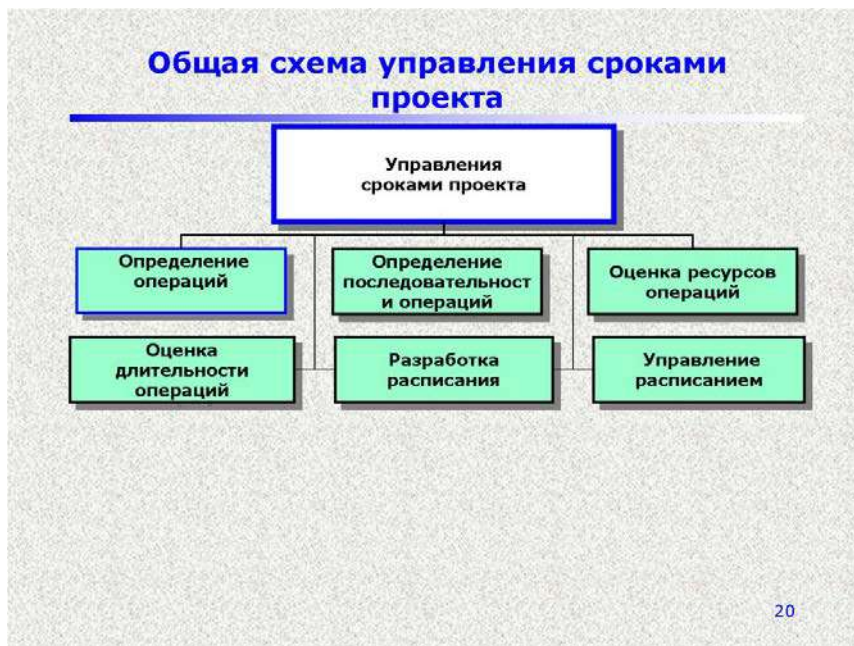 Общая схема управления сроками
проекта
Управления
сроками проекта
Определение
операций
Определение
последовательност
и операций
Оценка ресурсов
операций
Оценка
длительности
операций
Разработка
расписания
Управление
расписанием
20